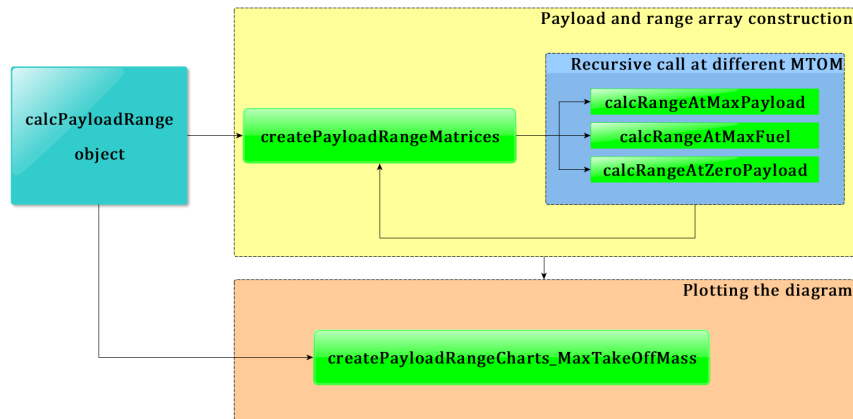 Payload and range array construction
Recursive call at different MTOM
calcPayloadRange
object
createPayloadRangeMatrices
calcRangeAtMaxPayload
calcRangeAtMaxFuel
calcRangeAtZeroPayload
Plotting the diagram
createPayloadRangeCharts_MaxTakeOffMass